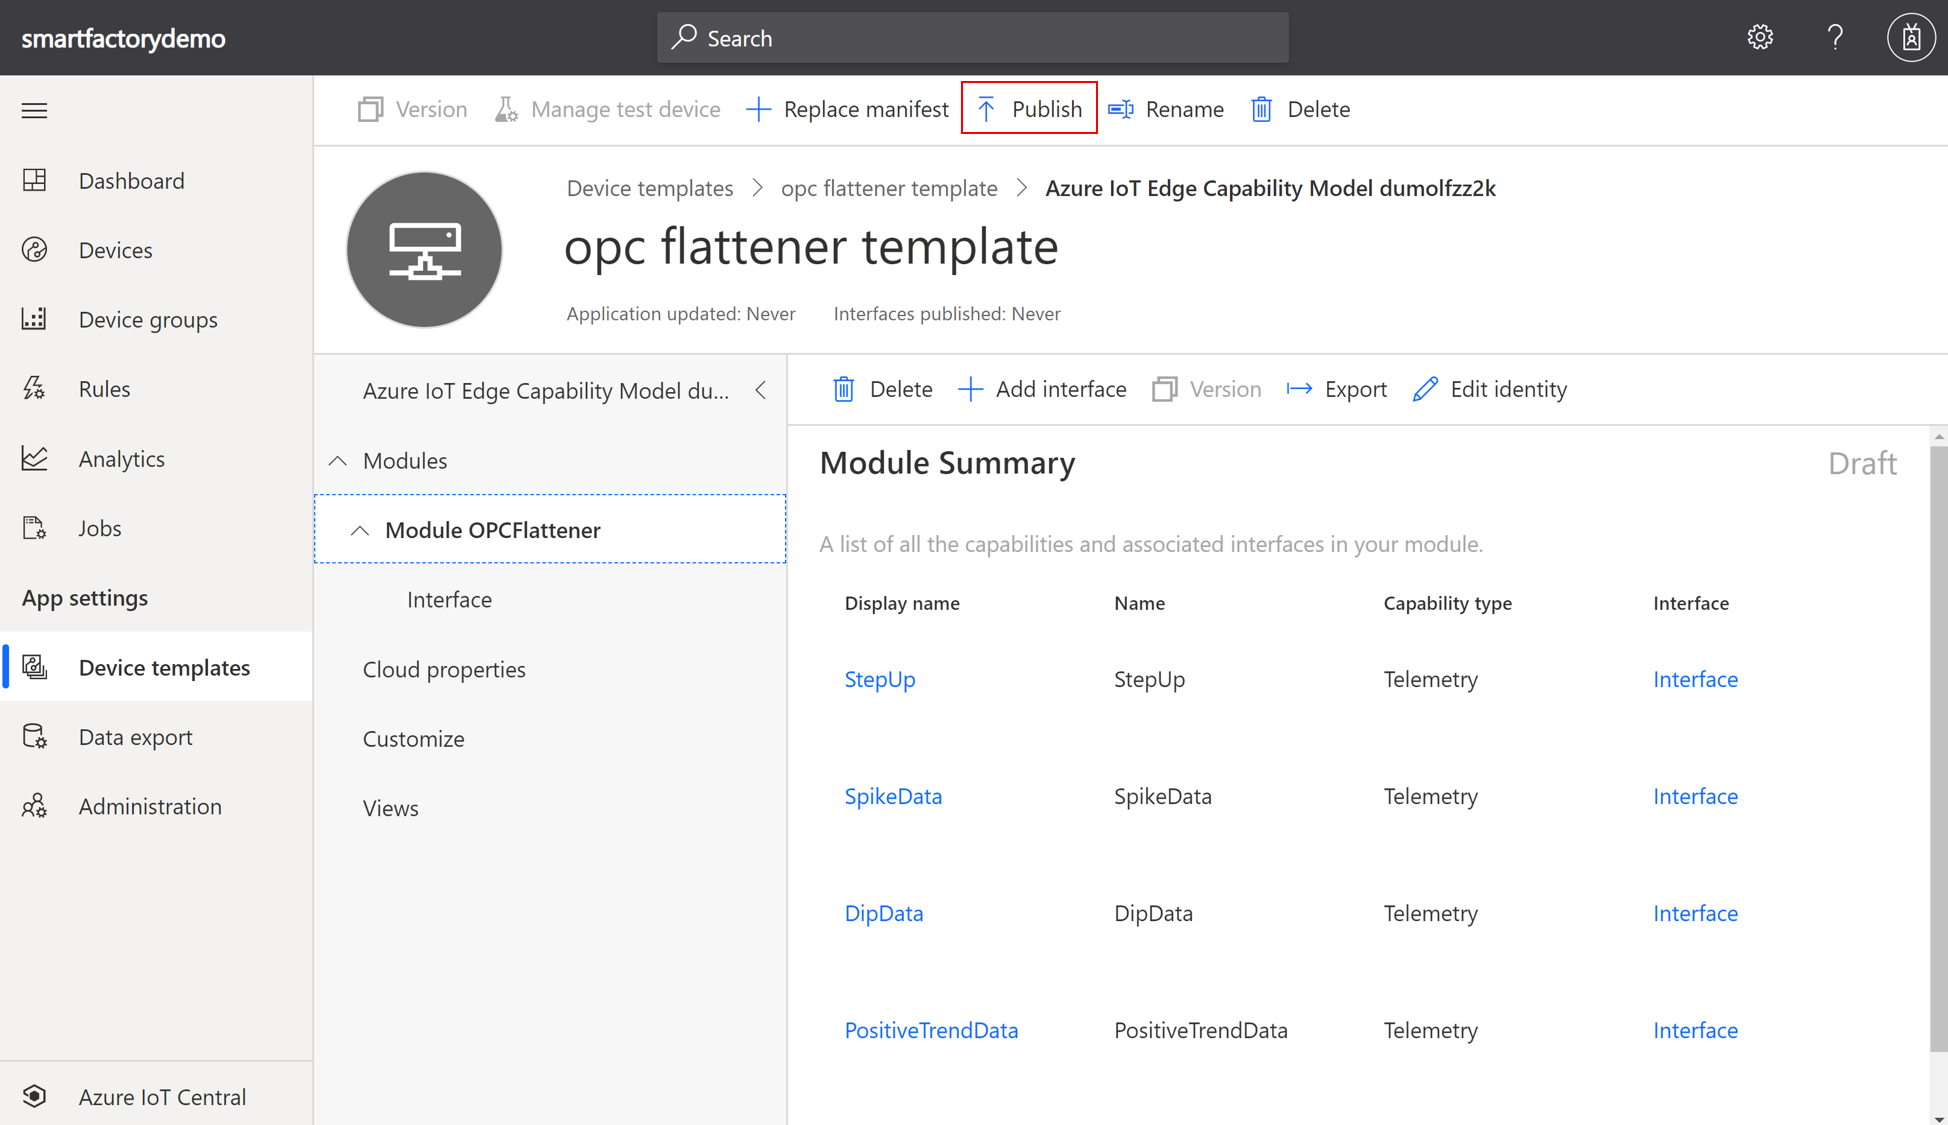 smartfactorydemo
Search
Version
Manage test device
Replace manifest
Publish
Rename
Delete
Dashboard
Devices
Device groups
Rules
Analytics
Jobs
App settings
Device templates
Data export
Administration
Azure IoT Central
Device templates > opc flattener template > Azure IoT Edge Capability Model dumolfzz2k
opc flattener template
Application updated: Never Interfaces published: Never
Azure IoT Edge Capability Model du...
Modules
Module OPCFlattener
Interface
Cloud properties
Customize
Views
Delete
Add interface
Version
Export
Edit identity
Module Summary
Draft
A list of all the capabilities and associated interfaces in your module.
Display name Name Capability type Interface
StepUp StepUp Telemetry Interface
SpikeData SpikeData Telemetry Interface
DipData DipData Telemetry Interface
PositiveTrendData PositiveTrendData Telemetry Interface